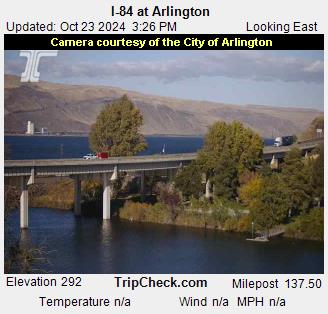 I-84 at Arlington
Updated: Oct 23 2024 3:26 PM Looking East
Camera courtesy of the City of Arlington
Elevation 292 TripCheck.com Milepost 137.50
Temperature n/a Wind n/a MPH n/a